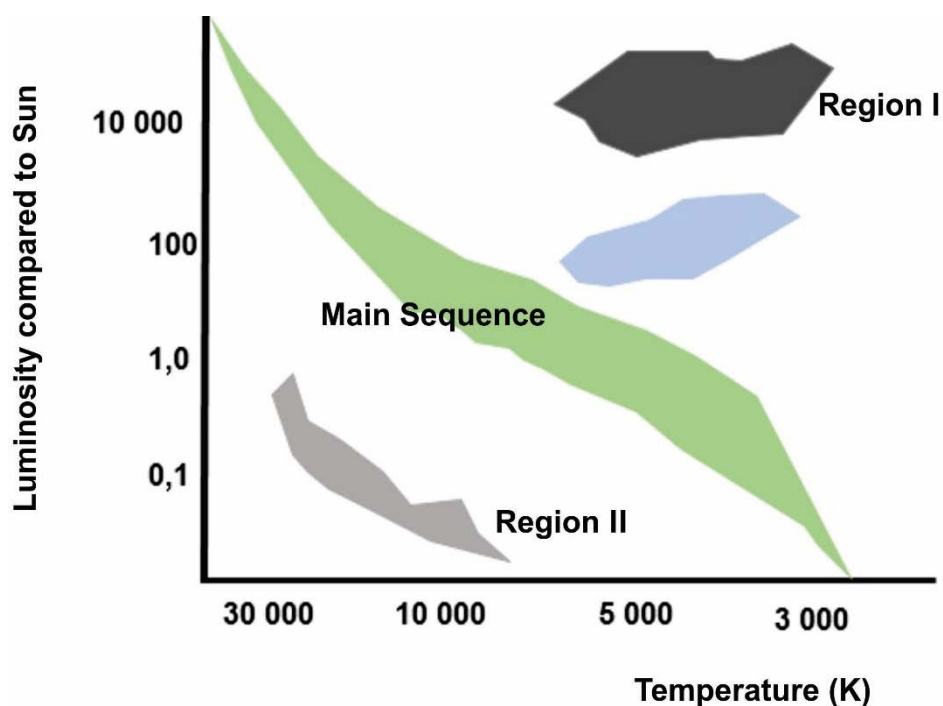 Luminosity compared to Sun
10 000
Region I
100
Main Sequence
1,0
0,1
Region II
30 000
10 000
5 000
3 000
Temperature (K)